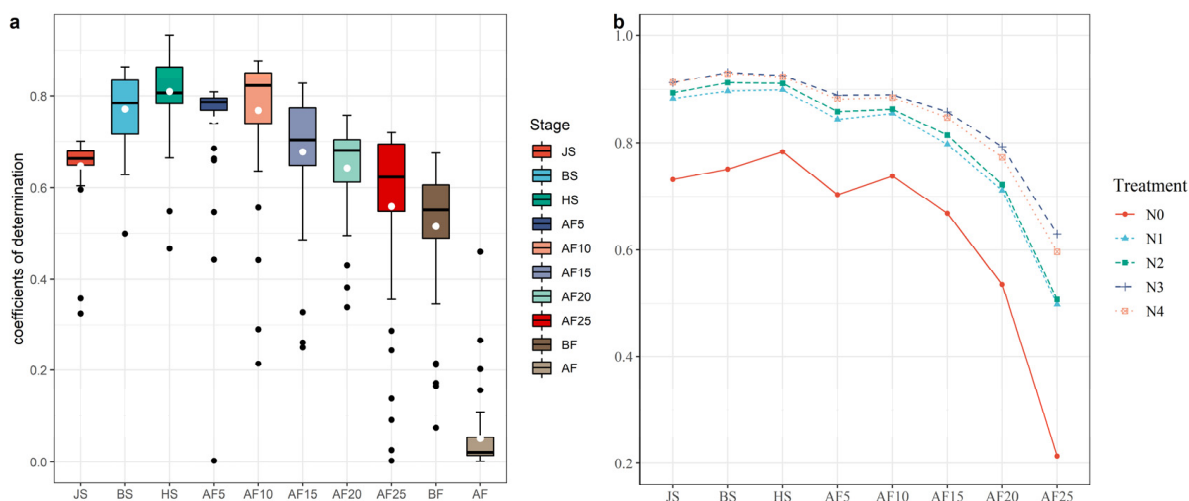 a
coefficients of determination
0.8
0.6
0.4
0.2
0.0
JS BS HS AF5 AF10 AF15 AF20 AF25 BF AF
Stage
JS
BS
HS
AF5
AF10
AF15
AF20
AF25
BF
AF
b
1.0
0.8
0.6
0.4
0.2
JS BS HS AF5 AF10 AF15 AF20 AF25
Treatment
N0
N1
N2
N3
N4